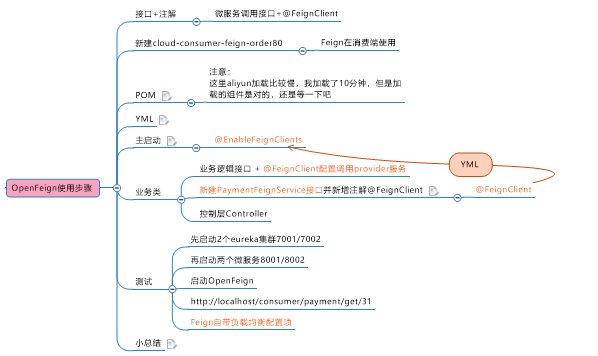 接口+注解
微服务调用接口+@FeignClient
新建cloud-consumer-feign-order80
Feign在消费端使用
POM
注意：
这里aliyun加载比较慢，我加载了10分钟，但是加
载的组件是对的，还是等一下吧
YML
主启动
@EnableFeignClients
OpenFeign使用步骤
业务类
业务逻辑接口 + @FeignClient配置调用provider服务
新建PaymentFeignService接口并新增注解@FeignClient
@FeignClient
YML
控制层Controller
测试
先启动2个eureka集群7001/7002
再启动两个微服务8001/8002
启动OpenFeign
http://localhost/consumer/payment/get/31
Feign自带负载均衡配置项
小总结